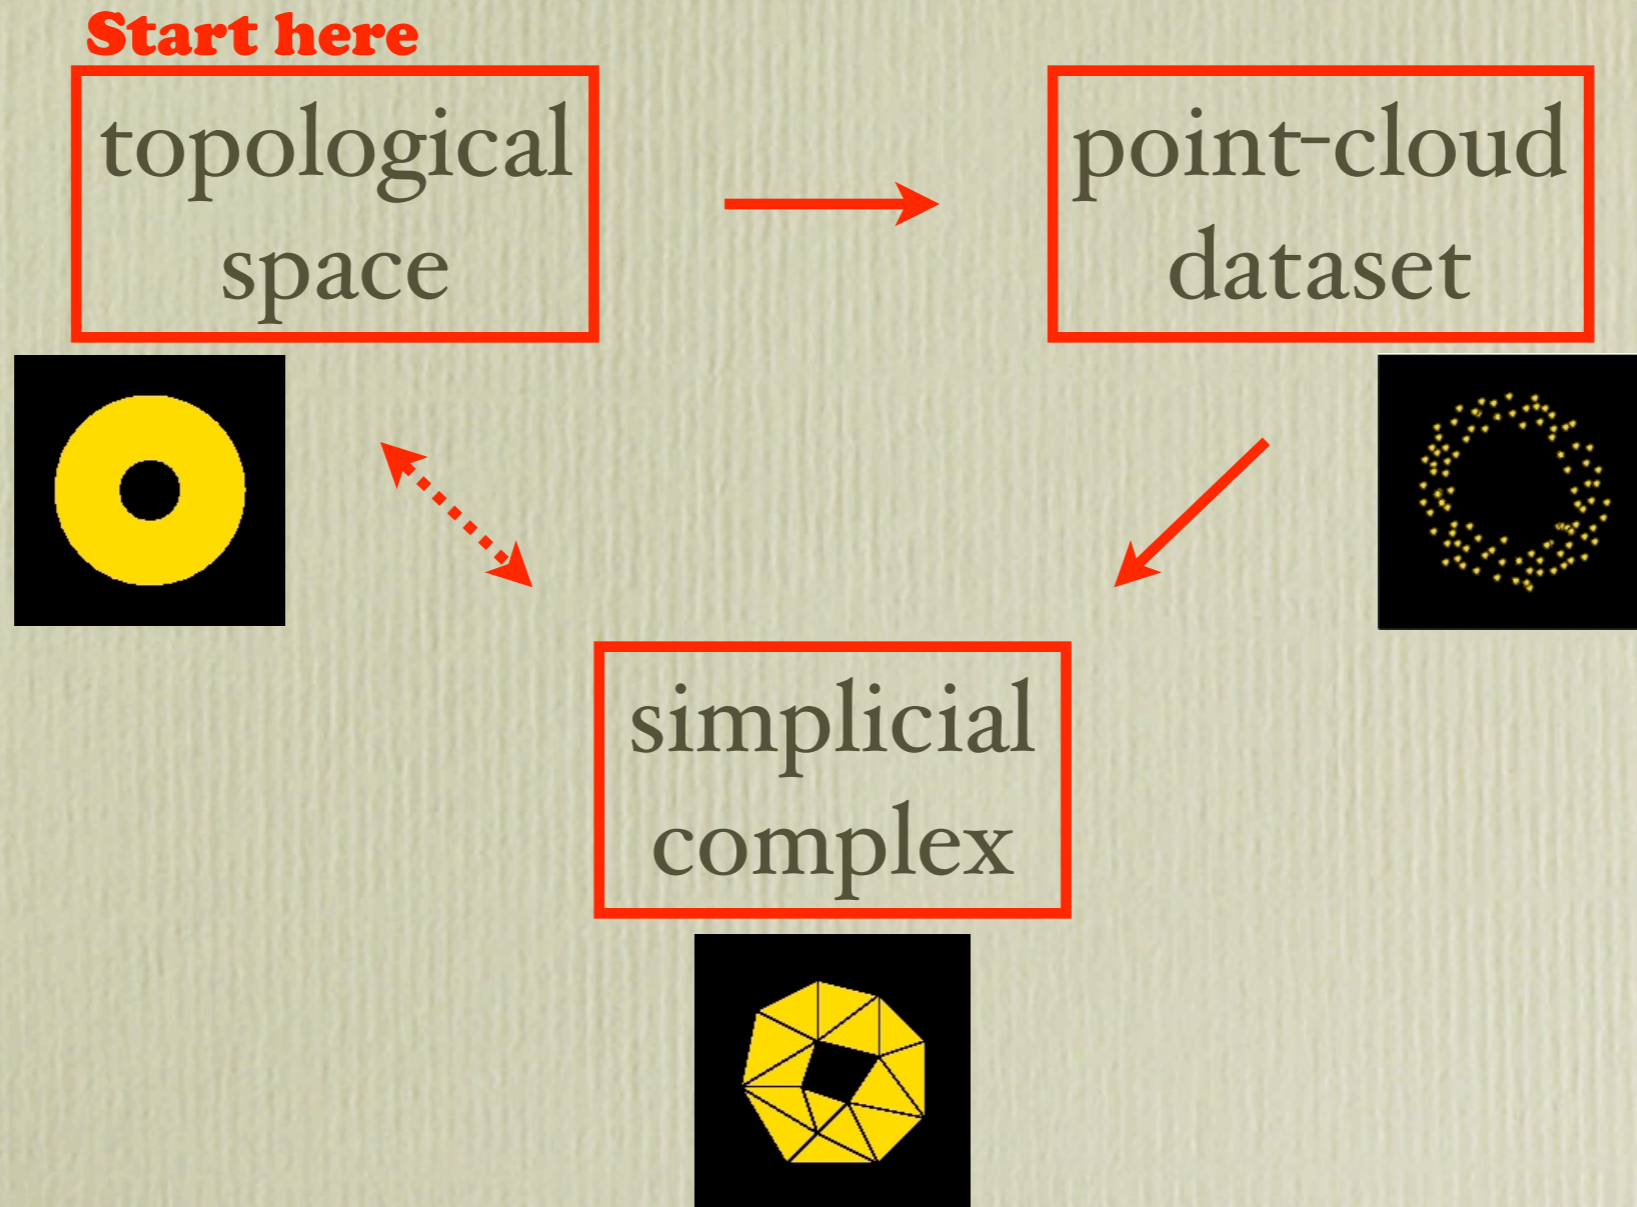 Start here
topological
space
point-cloud
dataset
simplicial
complex